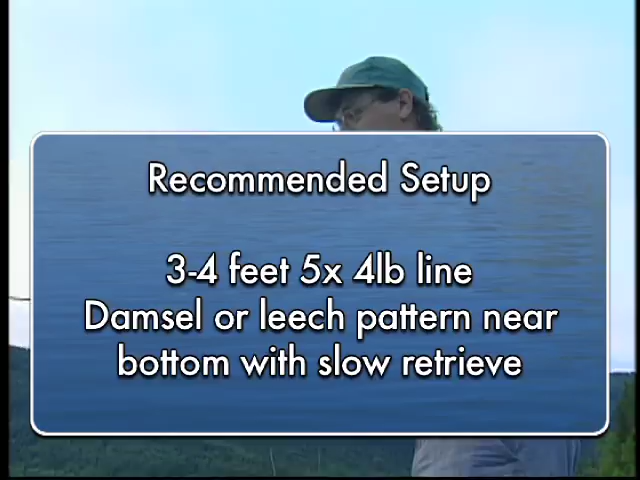 Recommended Setup
3-4 feet 5x 4lb line
Damsel or leech pattern near
bottom with slow retrieve